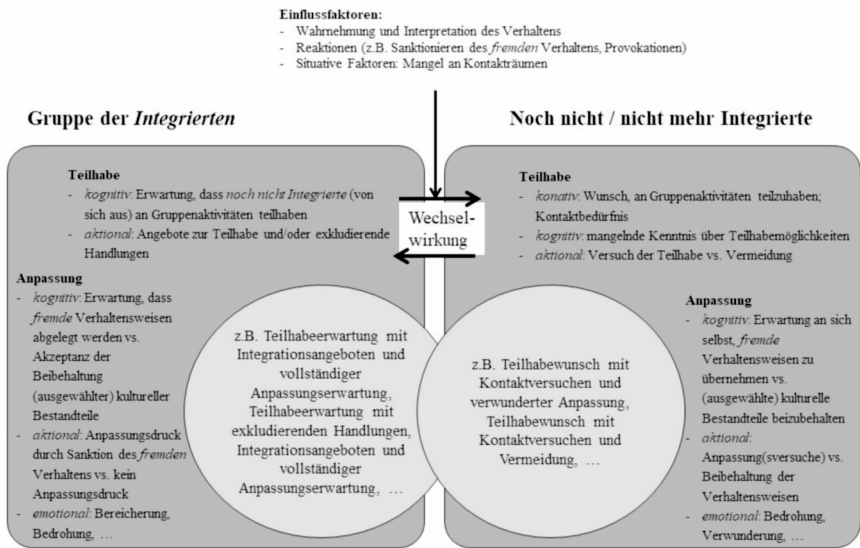 Einflussfaktoren:
- Wahrnehmung und Interpretation des Verhaltens
- Reaktionen (z.B. Sanktionieren des fremden Verhaltens, Provokationen)
- Situative Faktoren: Mangel an Kontakträumen
Gruppe der Integrierten
Teilhabe
- kognitiv: Erwartung, dass noch nicht Integrierte (von
sich aus) an Gruppenaktivitäten teilhaben
- aktional: Angebote zur Teilhabe und/oder exkludierende
Handlungen
Anpassung
- kognitiv: Erwartung, dass
fremde Verhaltensweisen
abgelegt werden vs.
Akzeptanz der
Beibehaltung
(ausgewählter) kultureller
Bestandteile
- aktional: Anpassungsdruck
durch Sanktion des fremden
Verhaltens vs. kein
Anpassungsdruck
- emotional: Bereicherung,
Bedrohung, …
z.B. Teilhabeerwartung mit
Integrationsangeboten und
vollständiger
Anpassungserwartung,
Teilhabeerwartung mit
exkludierenden Handlungen,
Integrationsangeboten und
vollständiger
Anpassungserwartung, …
Wechsel-
wirkung
Noch nicht / nicht mehr Integrierte
Teilhabe
- konativ: Wunsch, an Gruppenaktivitäten teilzuhaben;
Kontaktbedürfnis
- kognitiv: mangelnde Kenntnis über Teilhabemöglichkeiten
- aktional: Versuch der Teilhabe vs. Vermeidung
z.B. Teilhabewunsch mit
Kontaktversuchen und
verwunderter Anpassung,
Teilhabewunsch mit
Kontaktversuchen und
Vermeidung, …
Anpassung
- kognitiv: Erwartung an sich
selbst, fremde
Verhaltensweisen zu
übernehmen vs.
(ausgewählte) kulturelle
Bestandteile beizubehalten
- aktional:
Anpassung(sversuche) vs.
Beibehaltung der
Verhaltensweisen
- emotional: Bedrohung,
Verwunderung, …